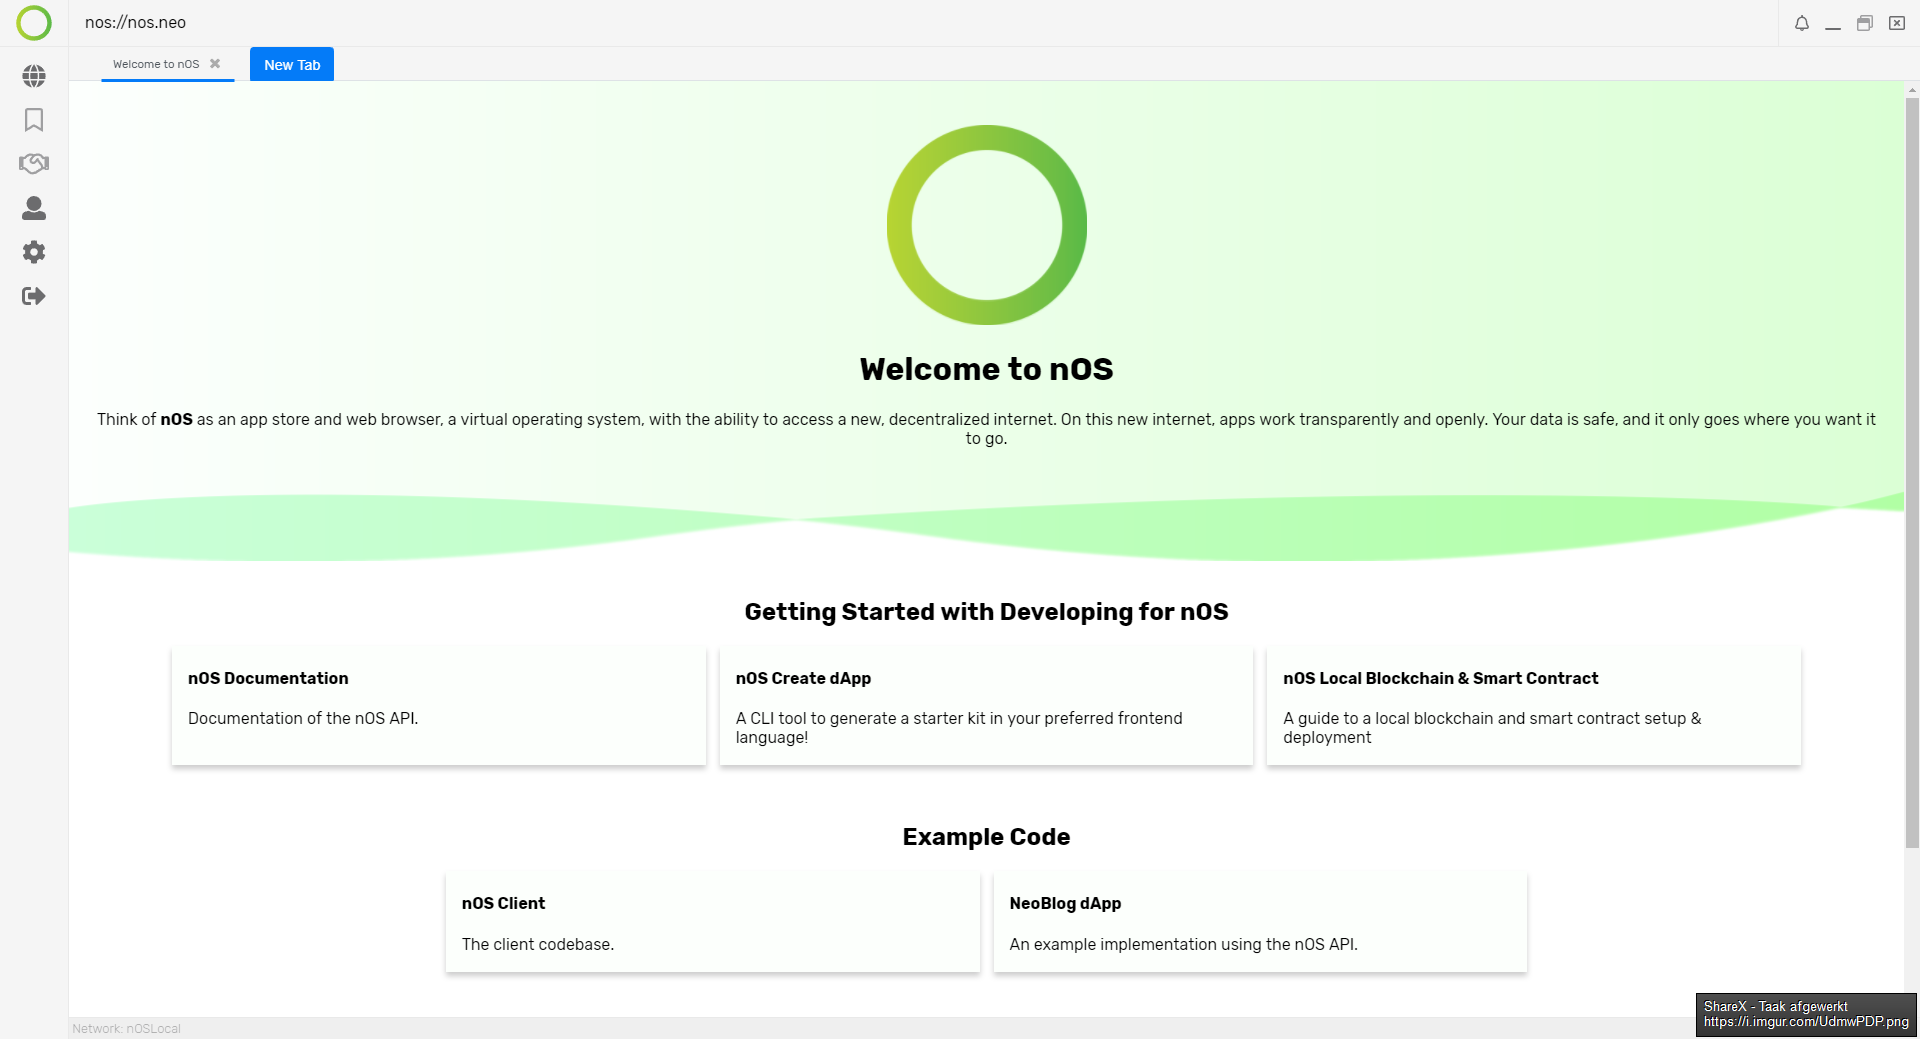 nos://nos.neo
Welcome to nOS
New Tab
Welcome to nOS
Think of nOS as an app store and web browser, a virtual operating system, with the ability to access a new, decentralized internet. On this new internet, apps work transparently and openly. Your data is safe, and it only goes where you want it
to go.
Getting Started with Developing for nOS
nOS Documentation
Documentation of the nOS API.
nOS Create dApp
A CLI tool to generate a starter kit in your preferred frontend
language!
nOS Local Blockchain & Smart Contract
A guide to a local blockchain and smart contract setup &
deployment
Example Code
nOS Client
The client codebase.
NeoBlog dApp
An example implementation using the nOS API.
Network: nOSLocal
ShareX - Taak afgewerkt
https://i.imgur.com/UdmwPDP.png